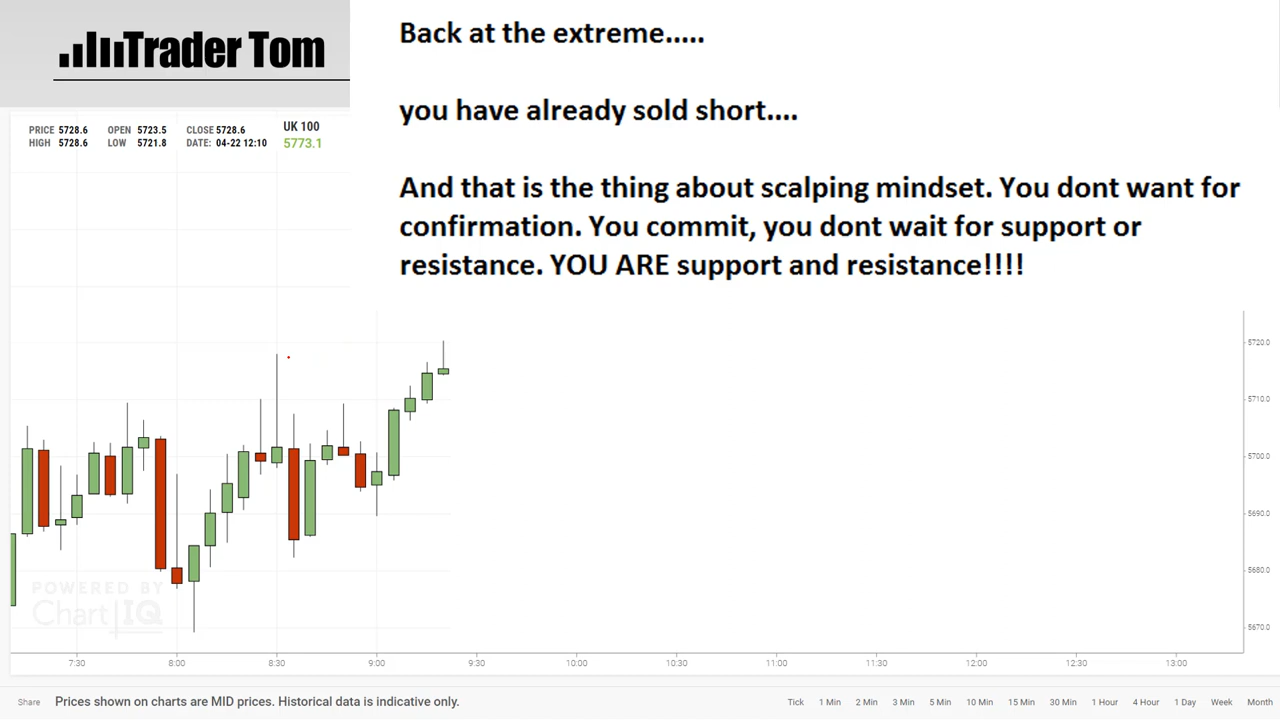 Trader Tom
Back at the extreme.....
you have already sold short....
And that is the thing about scalping mindset. You dont want for
confirmation. You commit, you dont wait for support or
resistance. YOU ARE support and resistance!!!!
PRICE 5728.6 OPEN 5723.5 CLOSE 5728.6 UK 100
HIGH 5728.6 LOW 5721.8 DATE: 04-22 12:10 5773.1
5720.0
5710.0
5700.0
5690.0
5680.0
5670.0
POWERED BY
ChartIQ
7:30 8:00 8:30 9:00 9:30 10:00 10:30 11:00 11:30 12:00 12:30 13:00
Share Prices shown on charts are MID prices. Historical data is indicative only. Tick 1 Min 2 Min 3 Min 5 Min 10 Min 15 Min 30 Min 1 Hour 4 Hour 1 Day Week Month